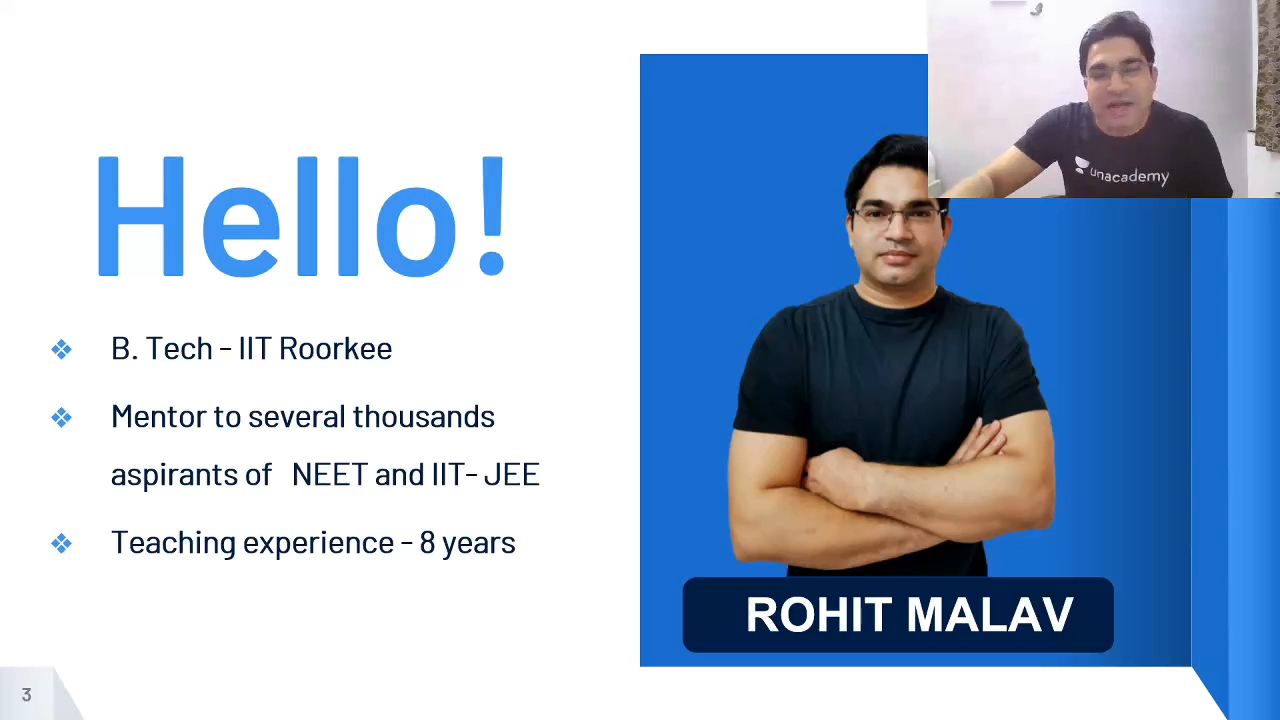 unacademy
Hello!
❖ B. Tech - IIT Roorkee
❖ Mentor to several thousands
aspirants of NEET and IIT- JEE
❖ Teaching experience - 8 years
ROHIT MALAV
3